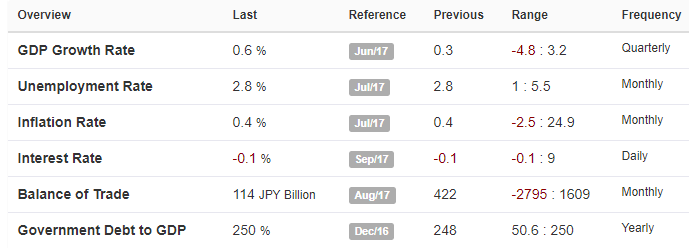 Overview Last Reference Previous Range Frequency
GDP Growth Rate 0.6 % Jun/17 0.3 -4.8 : 3.2 Quarterly
Unemployment Rate 2.8 % Jul/17 2.8 1 : 5.5 Monthly
Inflation Rate 0.4 % Jul/17 0.4 -2.5 : 24.9 Monthly
Interest Rate -0.1 % Sep/17 -0.1 -0.1 : 9 Daily
Balance of Trade 114 JPY Billion Aug/17 422 -2795 : 1609 Monthly
Government Debt to GDP 250 % Dec/16 248 50.6 : 250 Yearly